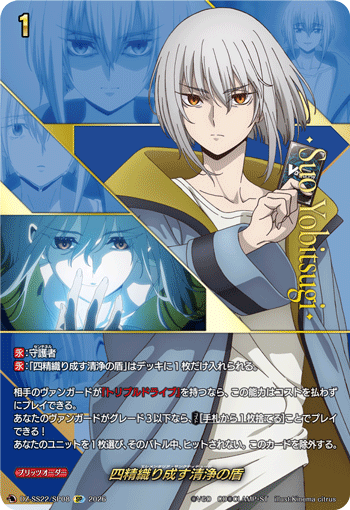 1
Suo Yobitsugi
永:守護者
永:「四精織り成す清浄の盾」はデッキに1枚だけ入れられる。
相手のヴァンガードが『トリプルドライブ』を持つなら、この能力はコストを払わず
にプレイできる。
あなたのヴァンガードがグレード3以下なら、【手札から1枚捨てる】ことでプレイ
できる!
あなたのユニットを1枚選び、そのバトル中、ヒットされない。このカードを除外する。
ブリッツオーダー
四精織り成す清浄の盾
2026